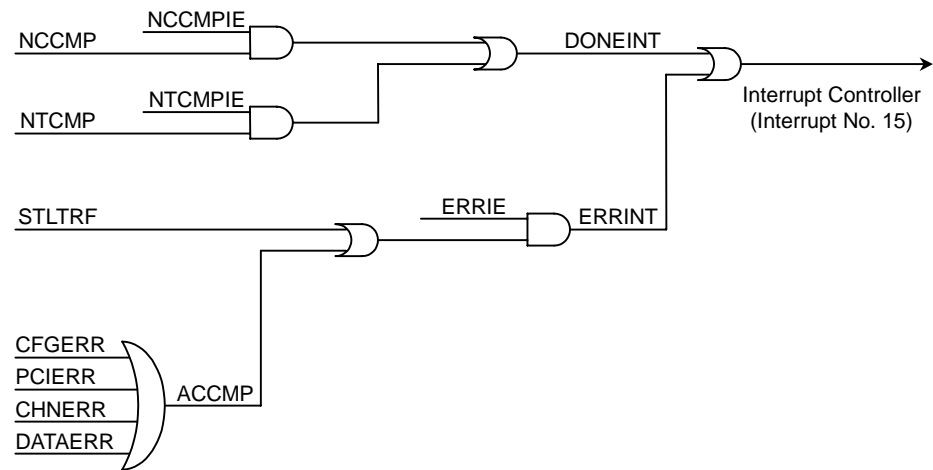 NCCMPIE
NCCMP
DONEINT
NTCMPIE
NTCMP
Interrupt Controller
(Interrupt No. 15)
STLTRF
ERRIE
ERRINT
CFGERR
PCIERR
ACCMP
CHNERR
DATAERR